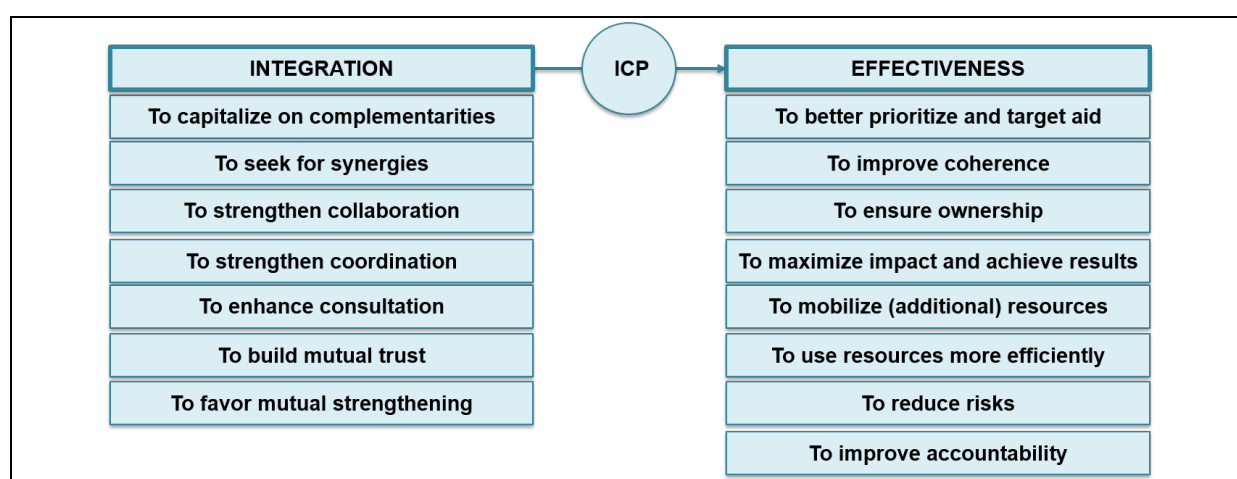 INTEGRATION
To capitalize on complementarities
To seek for synergies
To strengthen collaboration
To strengthen coordination
To enhance consultation
To build mutual trust
To favor mutual strengthening
ICP
EFFECTIVENESS
To better prioritize and target aid
To improve coherence
To ensure ownership
To maximize impact and achieve results
To mobilize (additional) resources
To use resources more efficiently
To reduce risks
To improve accountability